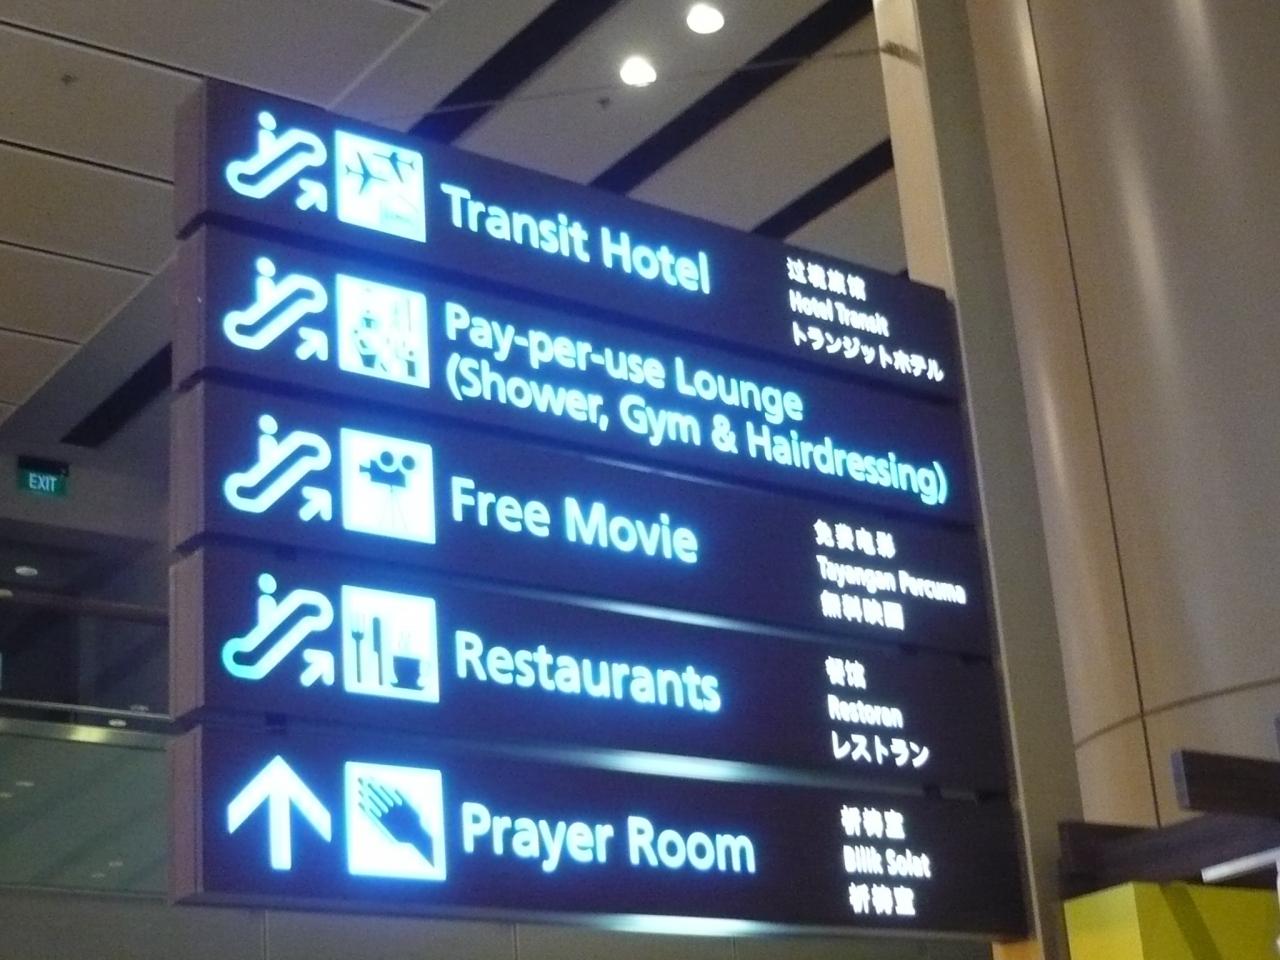 Transit Hotel
过境旅馆
Hotel Transit
トランジットホテル
Pay-per-use Lounge
(Shower, Gym & Hairdressing)
Free Movie
免费电影
Tayangan Percuma
無料映画
Restaurants
餐馆
Restoran
レストラン
Prayer Room
祈祷室
Bilik Solat
祈祷室
EXIT